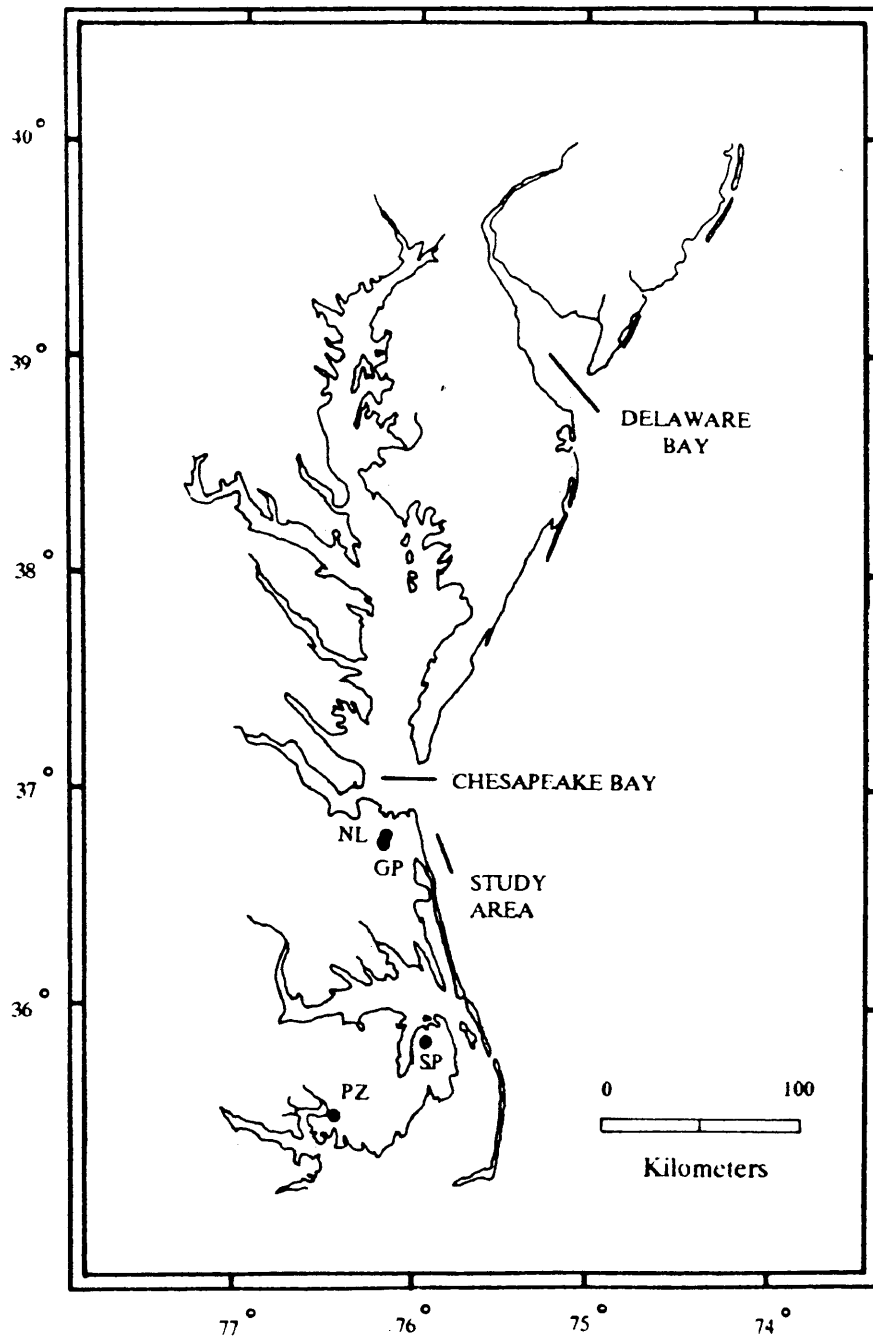 40°
39°
DELAWARE
BAY
38°
37°
CHESAPEAKE BAY
NL
GP
STUDY
AREA
36°
SP
PZ
0 100
Kilometers
77° 76° 75° 74°